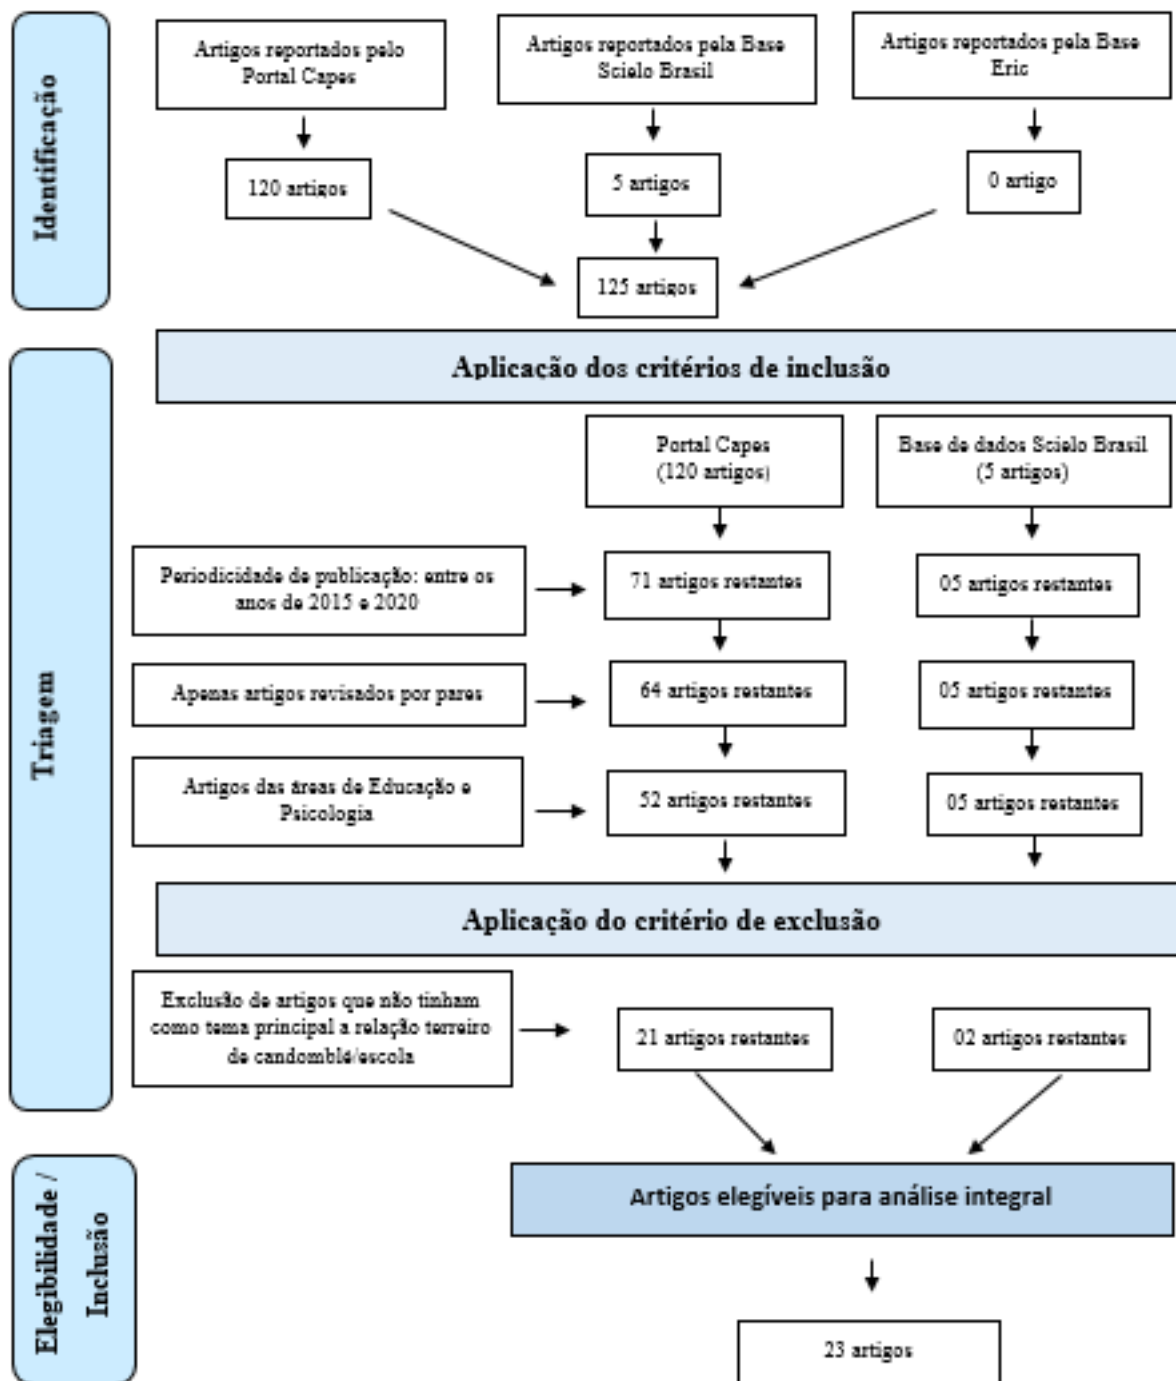 Identificação
Artigos reportados pelo
Portal Capes
Artigos reportados pela Base
Scielo Brasil
Artigos reportados pela Base
Eric
120 artigos
5 artigos
0 artigo
125 artigos
Triagem
Aplicação dos critérios de inclusão
Portal Capes
(120 artigos)
Base de dados Scielo Brasil
(5 artigos)
Periodicidade de publicação: entre os
anos de 2015 e 2020
71 artigos restantes
05 artigos restantes
Apenas artigos revisados por pares
64 artigos restantes
05 artigos restantes
Artigos das áreas de Educação e
Psicologia
52 artigos restantes
05 artigos restantes
Aplicação do critério de exclusão
Exclusão de artigos que não tinham
como tema principal a relação terreiro
de candomblé/escola
21 artigos restantes
02 artigos restantes
Elegibilidade /
Inclusão
Artigos elegíveis para análise integral
23 artigos